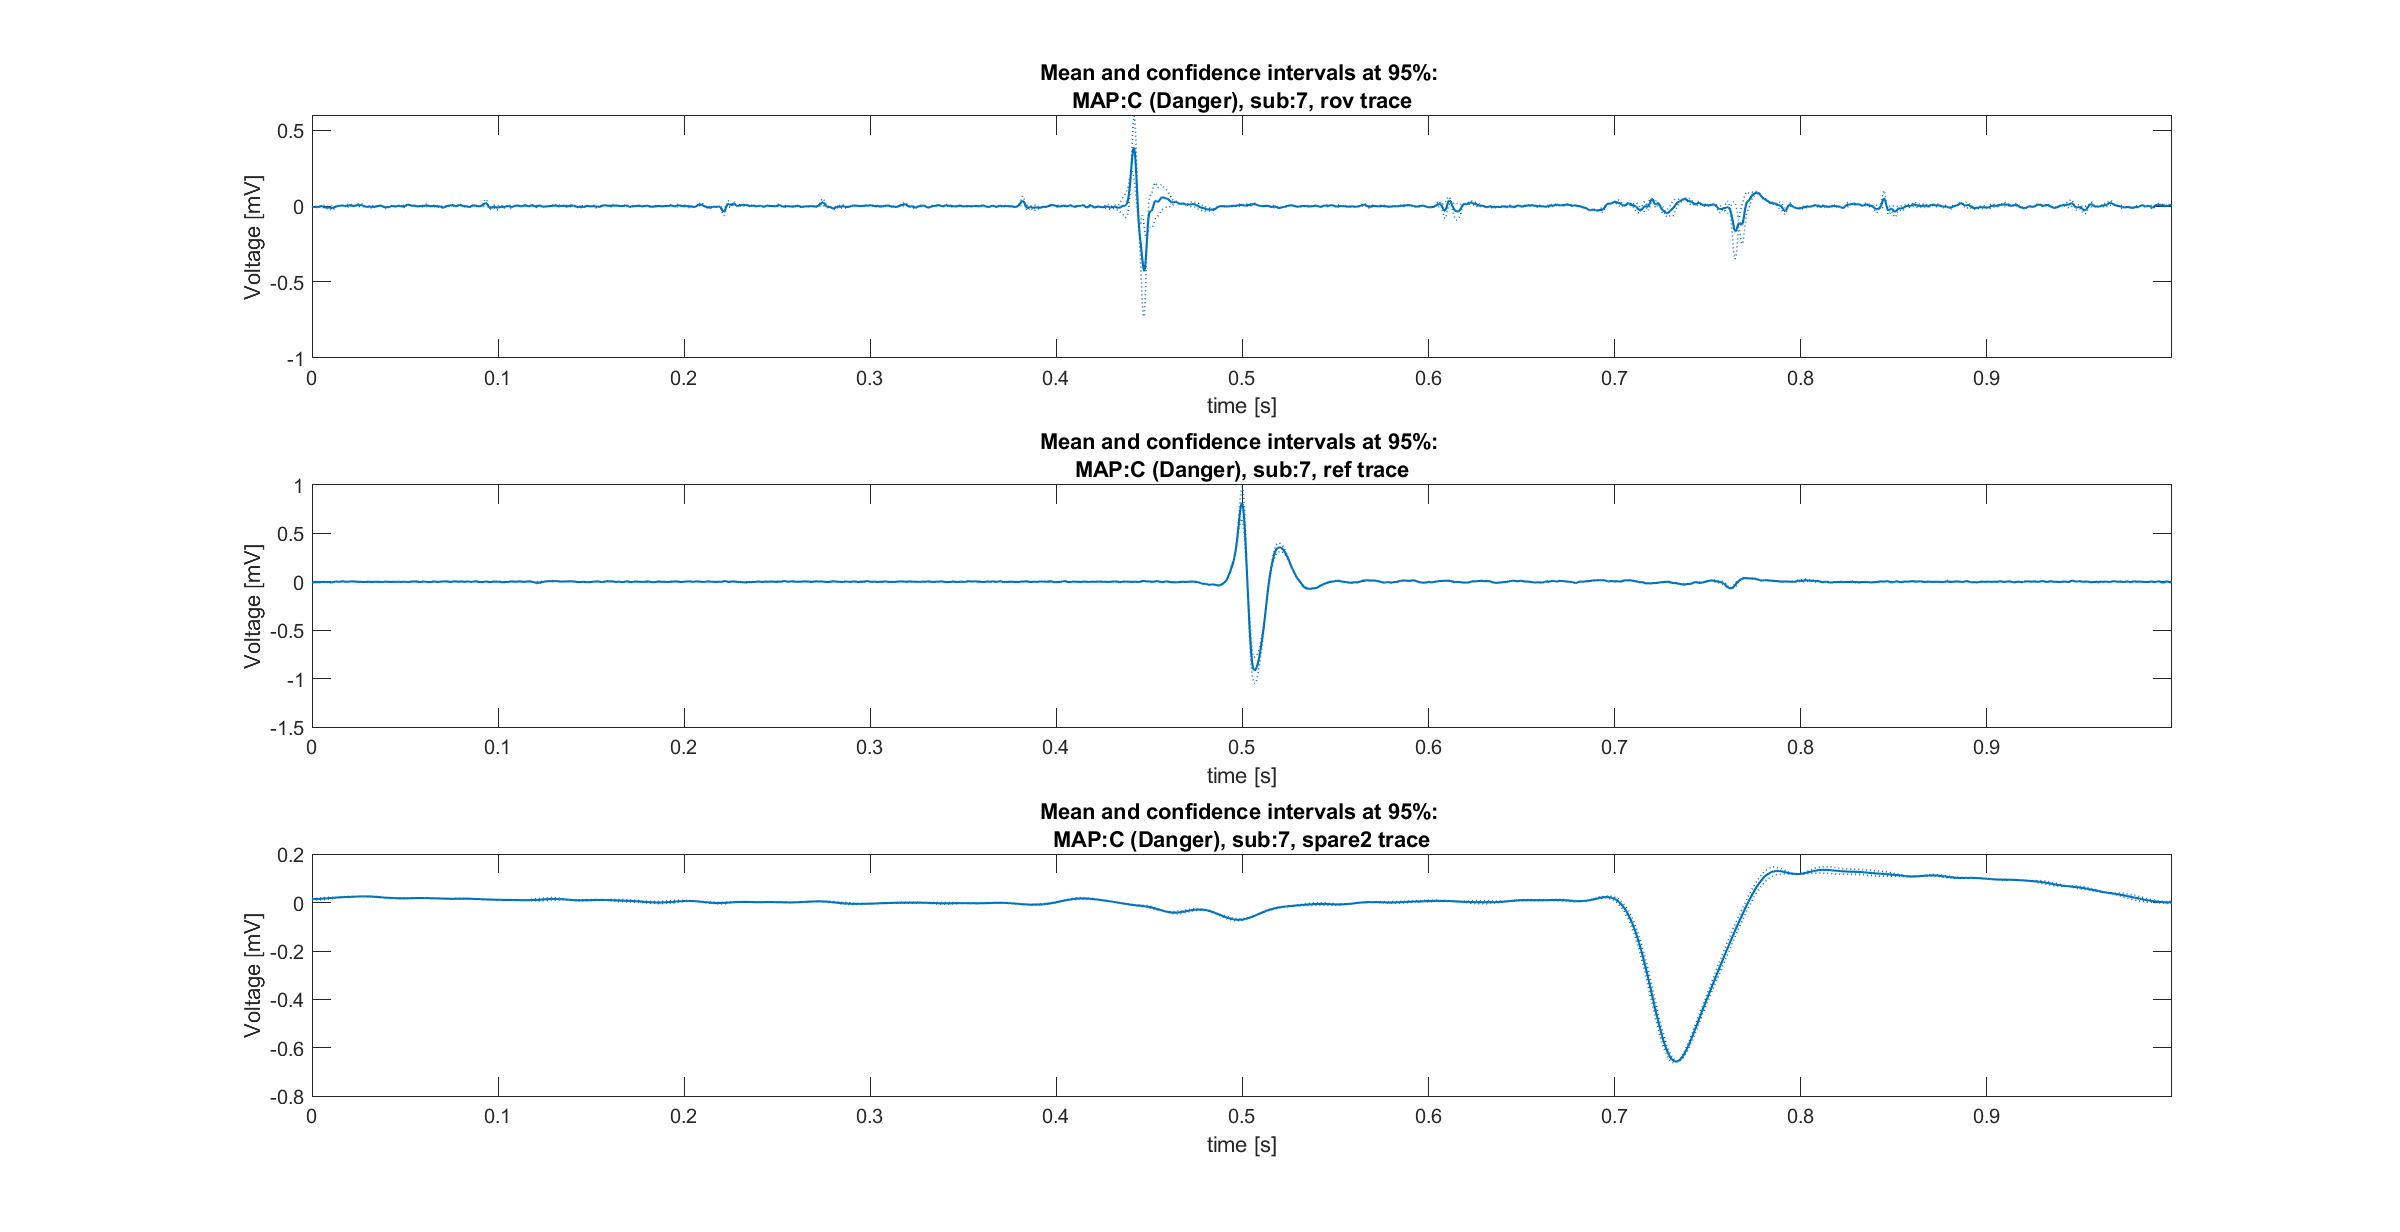 Mean and confidence intervals at 95%:
MAP:C (Danger), sub:7, rov trace
Voltage [mV]
0.5
0
-0.5
-1
0 0.1 0.2 0.3 0.4 0.5 0.6 0.7 0.8 0.9
time [s]
Mean and confidence intervals at 95%:
MAP:C (Danger), sub:7, ref trace
Voltage [mV]
1
0.5
0
-0.5
-1
-1.5
0 0.1 0.2 0.3 0.4 0.5 0.6 0.7 0.8 0.9
time [s]
Mean and confidence intervals at 95%:
MAP:C (Danger), sub:7, spare2 trace
Voltage [mV]
0.2
0
-0.2
-0.4
-0.6
-0.8
0 0.1 0.2 0.3 0.4 0.5 0.6 0.7 0.8 0.9
time [s]